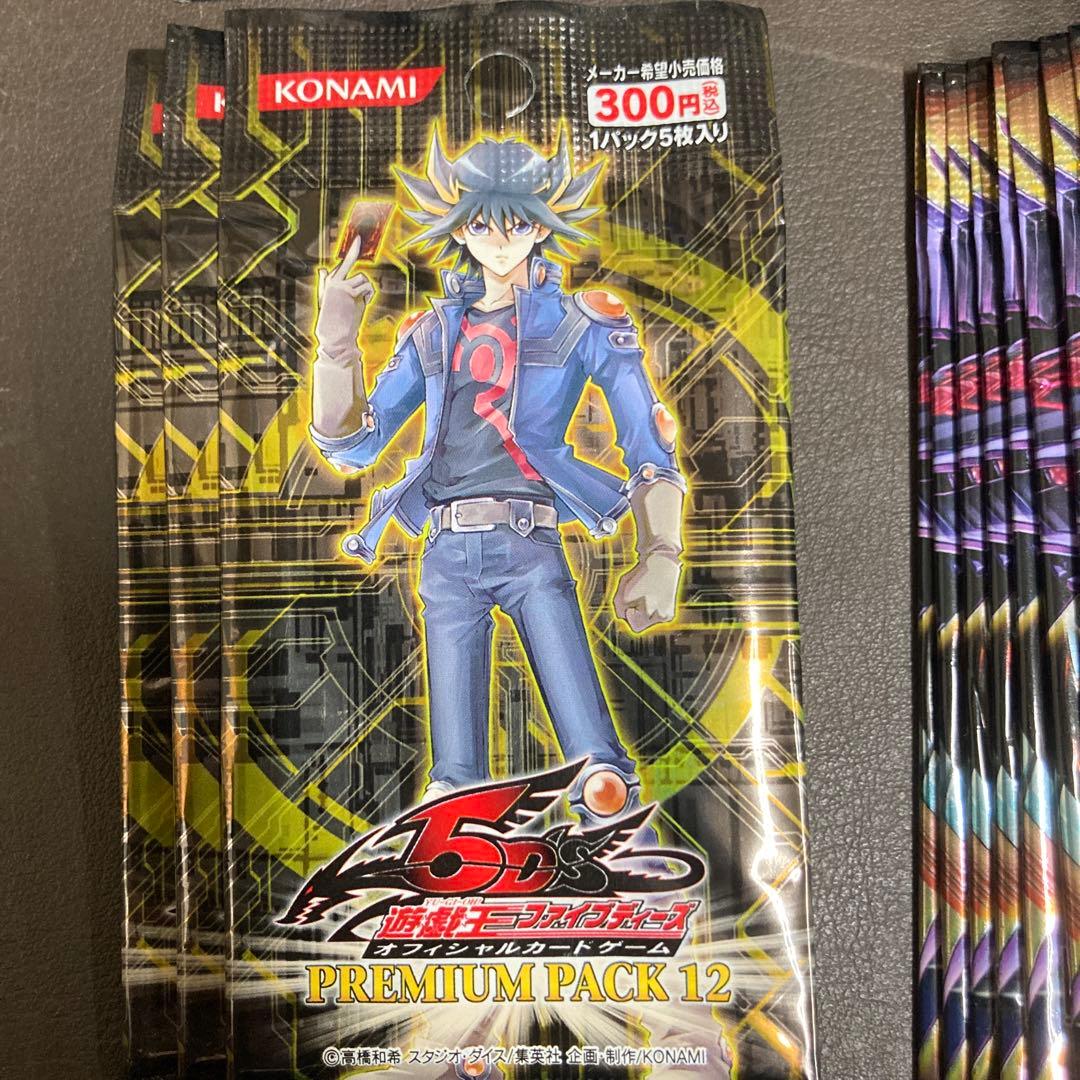 KONAMI
メーカー希望小売価格
300円(税込)
1パック5枚入り
K
5D's
YU-GI-OH!
遊戯王ファイブディーズ
オフィシャルカードゲーム
PREMIUM PACK 12
©高橋和希 スタジオ・ダイス/集英社 企画・制作/KONAMI